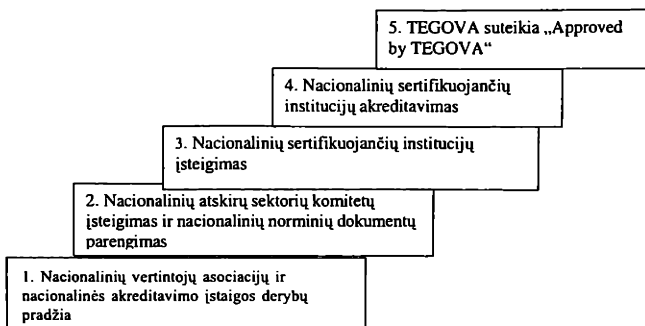 5. TEGOVA suteikia „Approved
by TEGOVA“
4. Nacionalinių sertifikuojančių
institucijų akreditavimas
3. Nacionalinių sertifikuojančių institucijų
įsteigimas
2. Nacionalinių atskirų sektorių komitetų
įsteigimas ir nacionalinių norminių dokumentų
parengimas
1. Nacionalinių vertintojų asociacijų ir
nacionalinės akreditavimo įstaigos derybų
pradžia